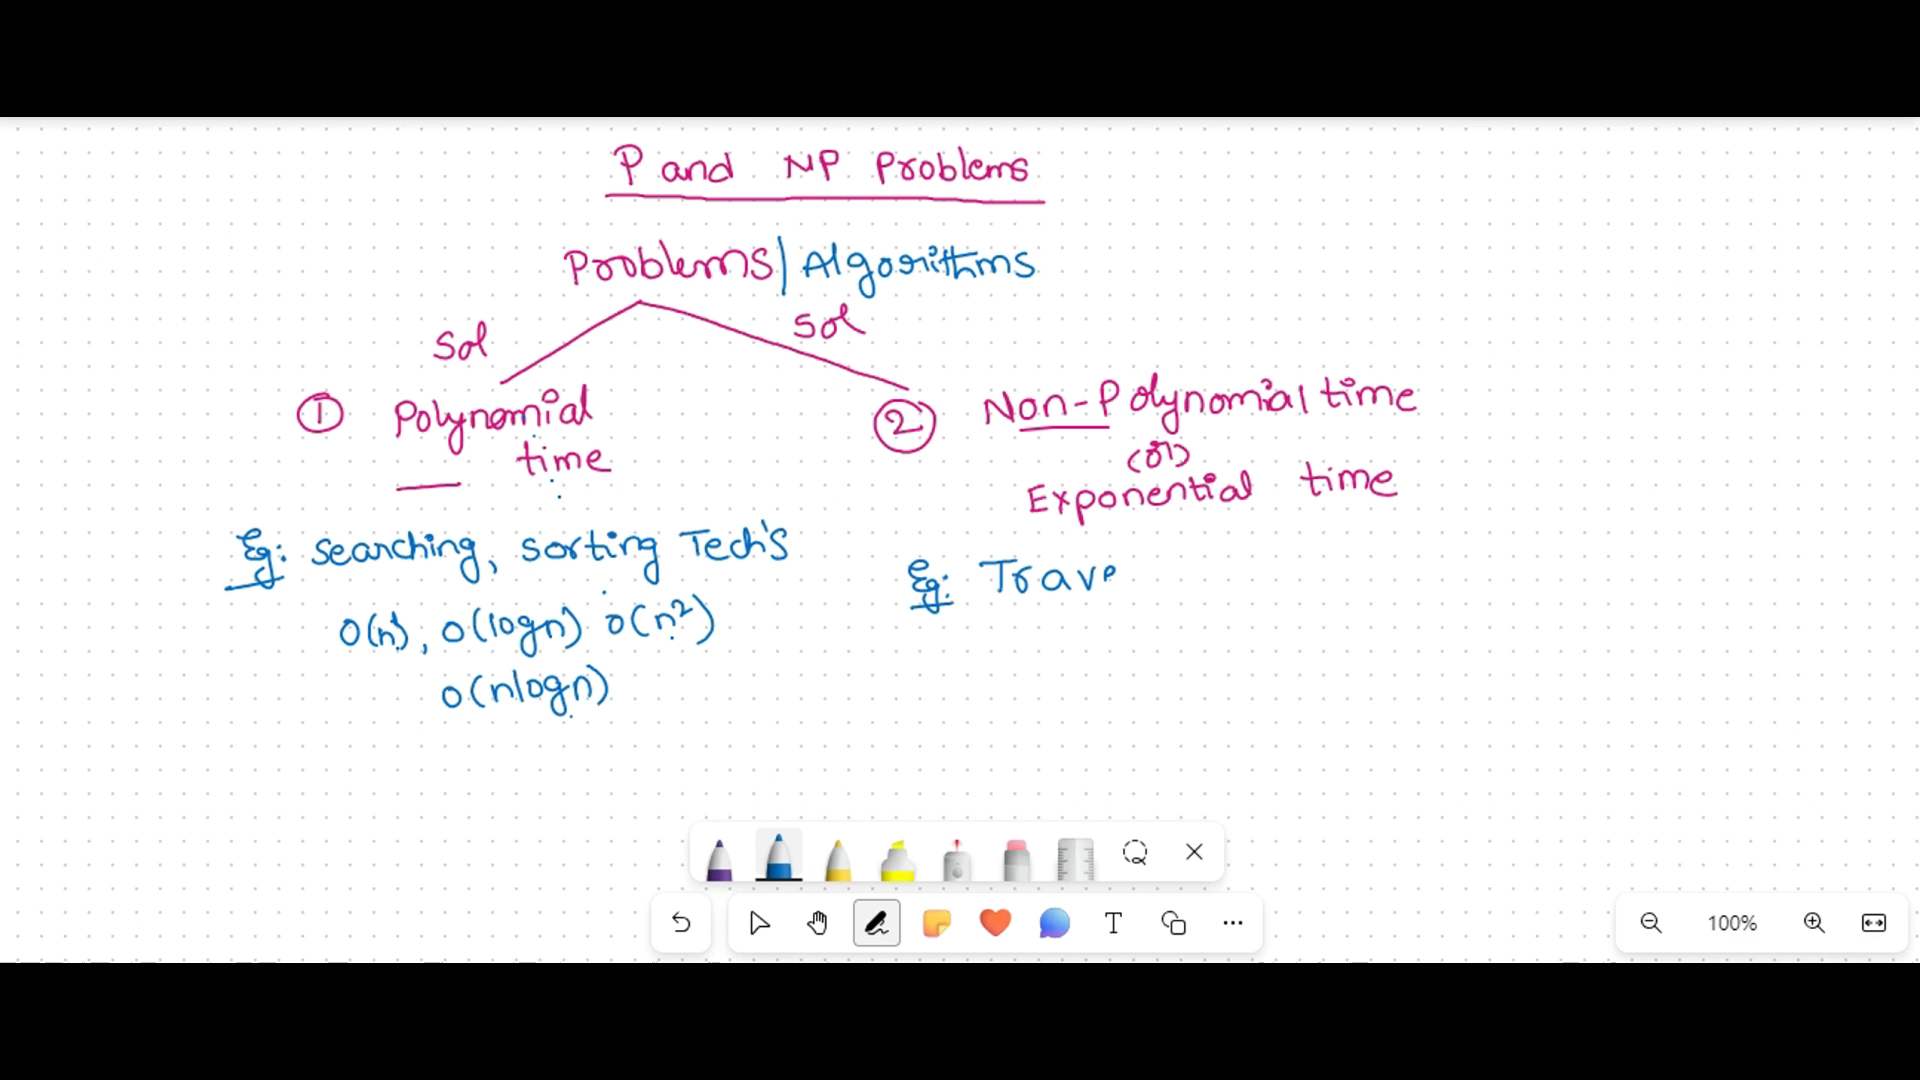 P and NP Problems
Problems | Algorithms
Sol
Sol
① Polynomial
time
② Non-Polynomial time
(or)
Exponential time
Eg: Searching, sorting Tech's
O(n), O(logn) O(n²)
O(nlogn)
Eg: Trave
T
100%